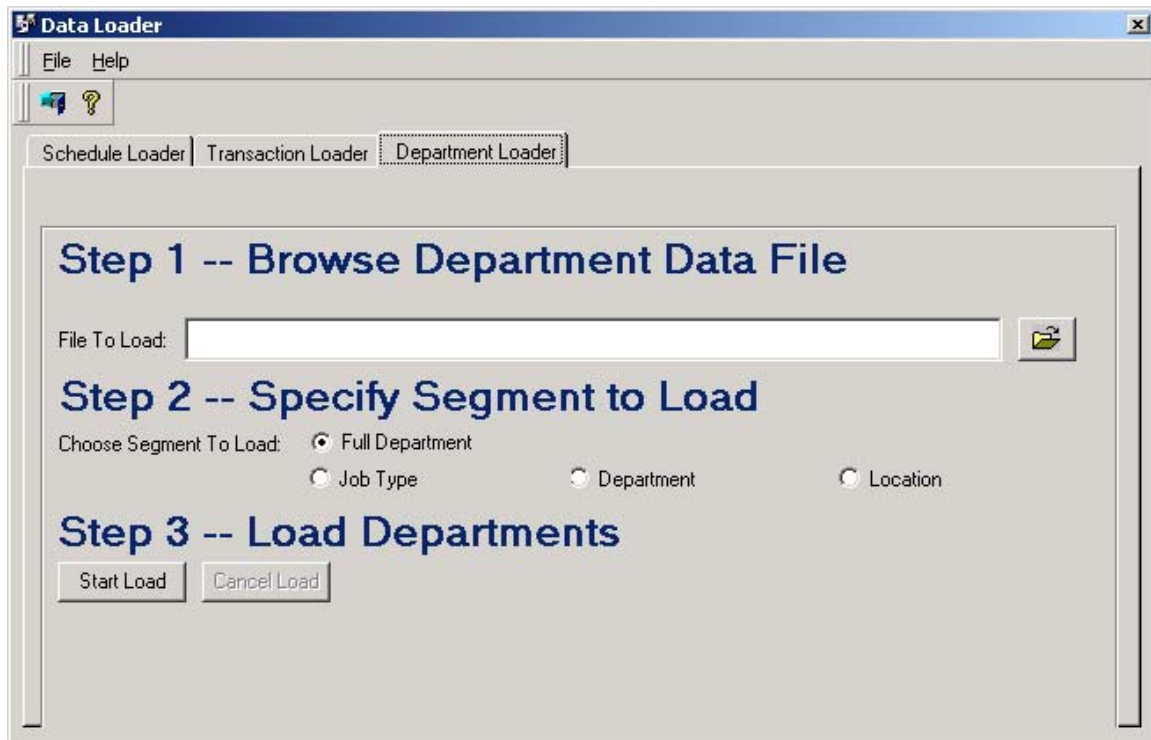 Data Loader
File Help
Schedule Loader Transaction Loader Department Loader
Step 1 -- Browse Department Data File
File To Load:
Step 2 -- Specify Segment to Load
Choose Segment To Load: Full Department
Job Type Department Location
Step 3 -- Load Departments
Start Load Cancel Load